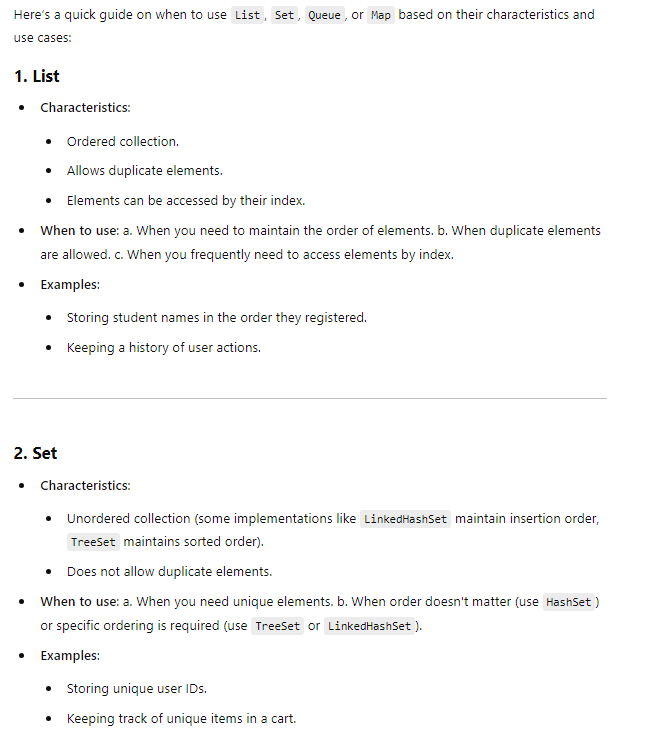 Here's a quick guide on when to use List, Set, Queue, or Map based on their characteristics and
use cases:
1. List
• Characteristics:
• Ordered collection.
• Allows duplicate elements.
• Elements can be accessed by their index.
• When to use: a. When you need to maintain the order of elements. b. When duplicate elements
are allowed. c. When you frequently need to access elements by index.
• Examples:
• Storing student names in the order they registered.
• Keeping a history of user actions.
2. Set
• Characteristics:
• Unordered collection (some implementations like LinkedHashSet maintain insertion order,
TreeSet maintains sorted order).
• Does not allow duplicate elements.
• When to use: a. When you need unique elements. b. When order doesn't matter (use HashSet)
or specific ordering is required (use TreeSet or LinkedHashSet).
• Examples:
• Storing unique user IDs.
• Keeping track of unique items in a cart.